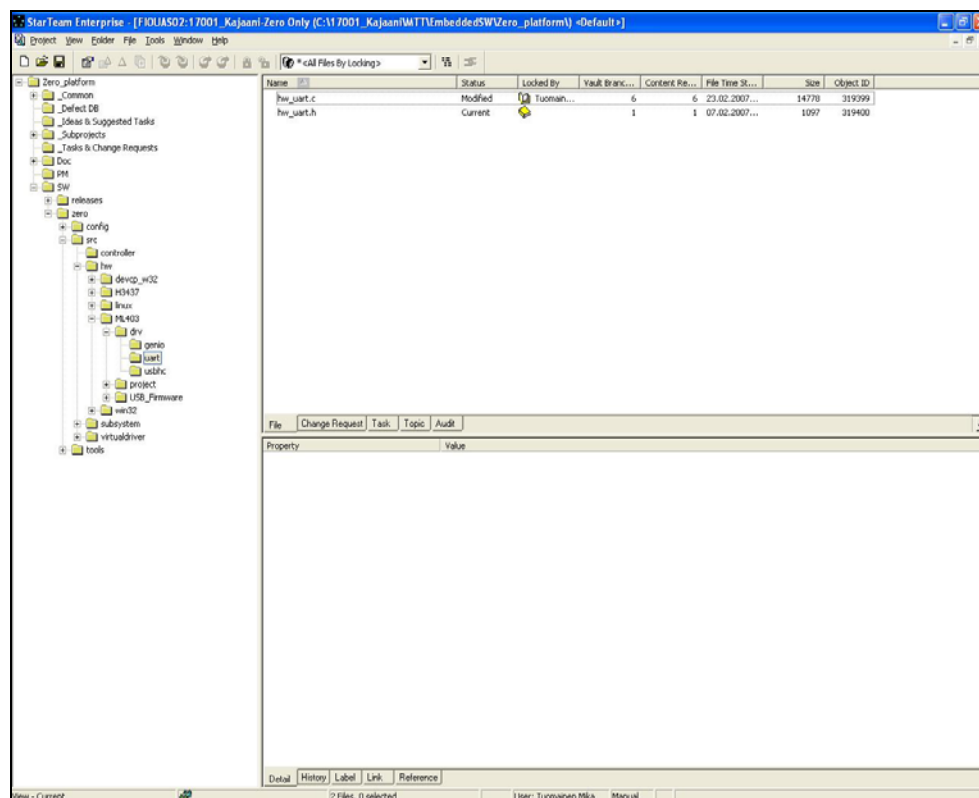 StarTeam Enterprise - [FIOUAS02:17001_Kajaani-Zero Only (C:\17001_Kajaani\MTT\EmbeddedSW\Zero_platform\) <Default>]
Project View Folder File Tools Window Help
* <All Files By Locking>
Zero_platform
_Common
_Defect DB
_Ideas & Suggested Tasks
_Subprojects
_Tasks & Change Requests
Doc
PM
SW
releases
zero
config
src
controller
hw
devcp_w32
H3437
linux
ML403
drv
genio
uart
usbhc
project
USB_Firmware
win32
subsystem
virtualdriver
tools
Name Status Locked By Vault Branc... Content Re... File Time St... Size Object ID
hw_uart.c Modified Tuomain... 6 6 23.02.2007... 14778 319399
hw_uart.h Current 1 1 07.02.2007... 1097 319400
File Change Request Task Topic Audit
Property Value
Detail History Label Link Reference
View - Current 2 Files, 0 selected User: Tuomainen Mika Manual